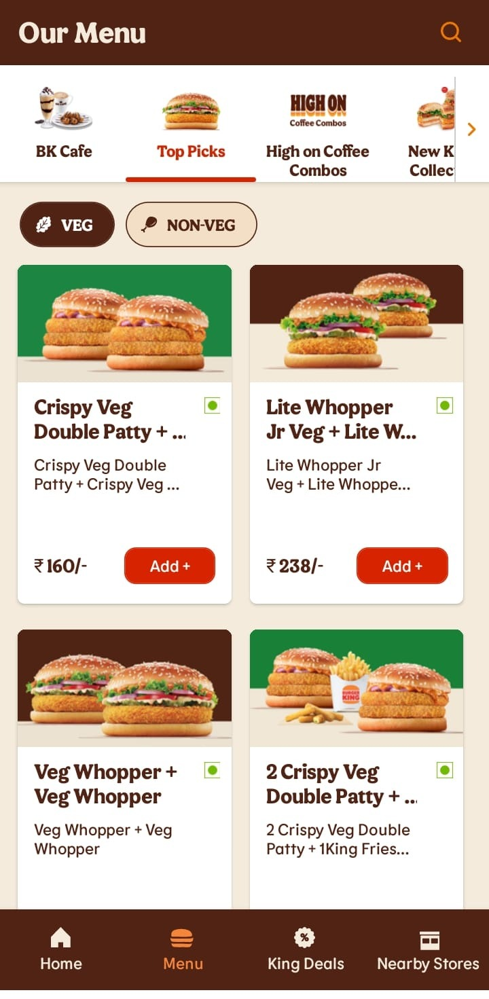 Our Menu
HIGH ON
Coffee Combos
BK Cafe
Top Picks
High on Coffee
Combos
New K
Collec
VEG
NON-VEG
Crispy Veg
Double Patty + ...
Crispy Veg Double
Patty + Crispy Veg ...
₹ 160/-
Add +
Lite Whopper
Jr Veg + Lite W...
Lite Whopper Jr
Veg + Lite Whoppe...
₹ 238/-
Add +
BURGER
KING
Veg Whopper +
Veg Whopper
Veg Whopper + Veg
Whopper
2 Crispy Veg
Double Patty + ...
2 Crispy Veg Double
Patty + 1King Fries...
%
Home
Menu
King Deals
Nearby Stores